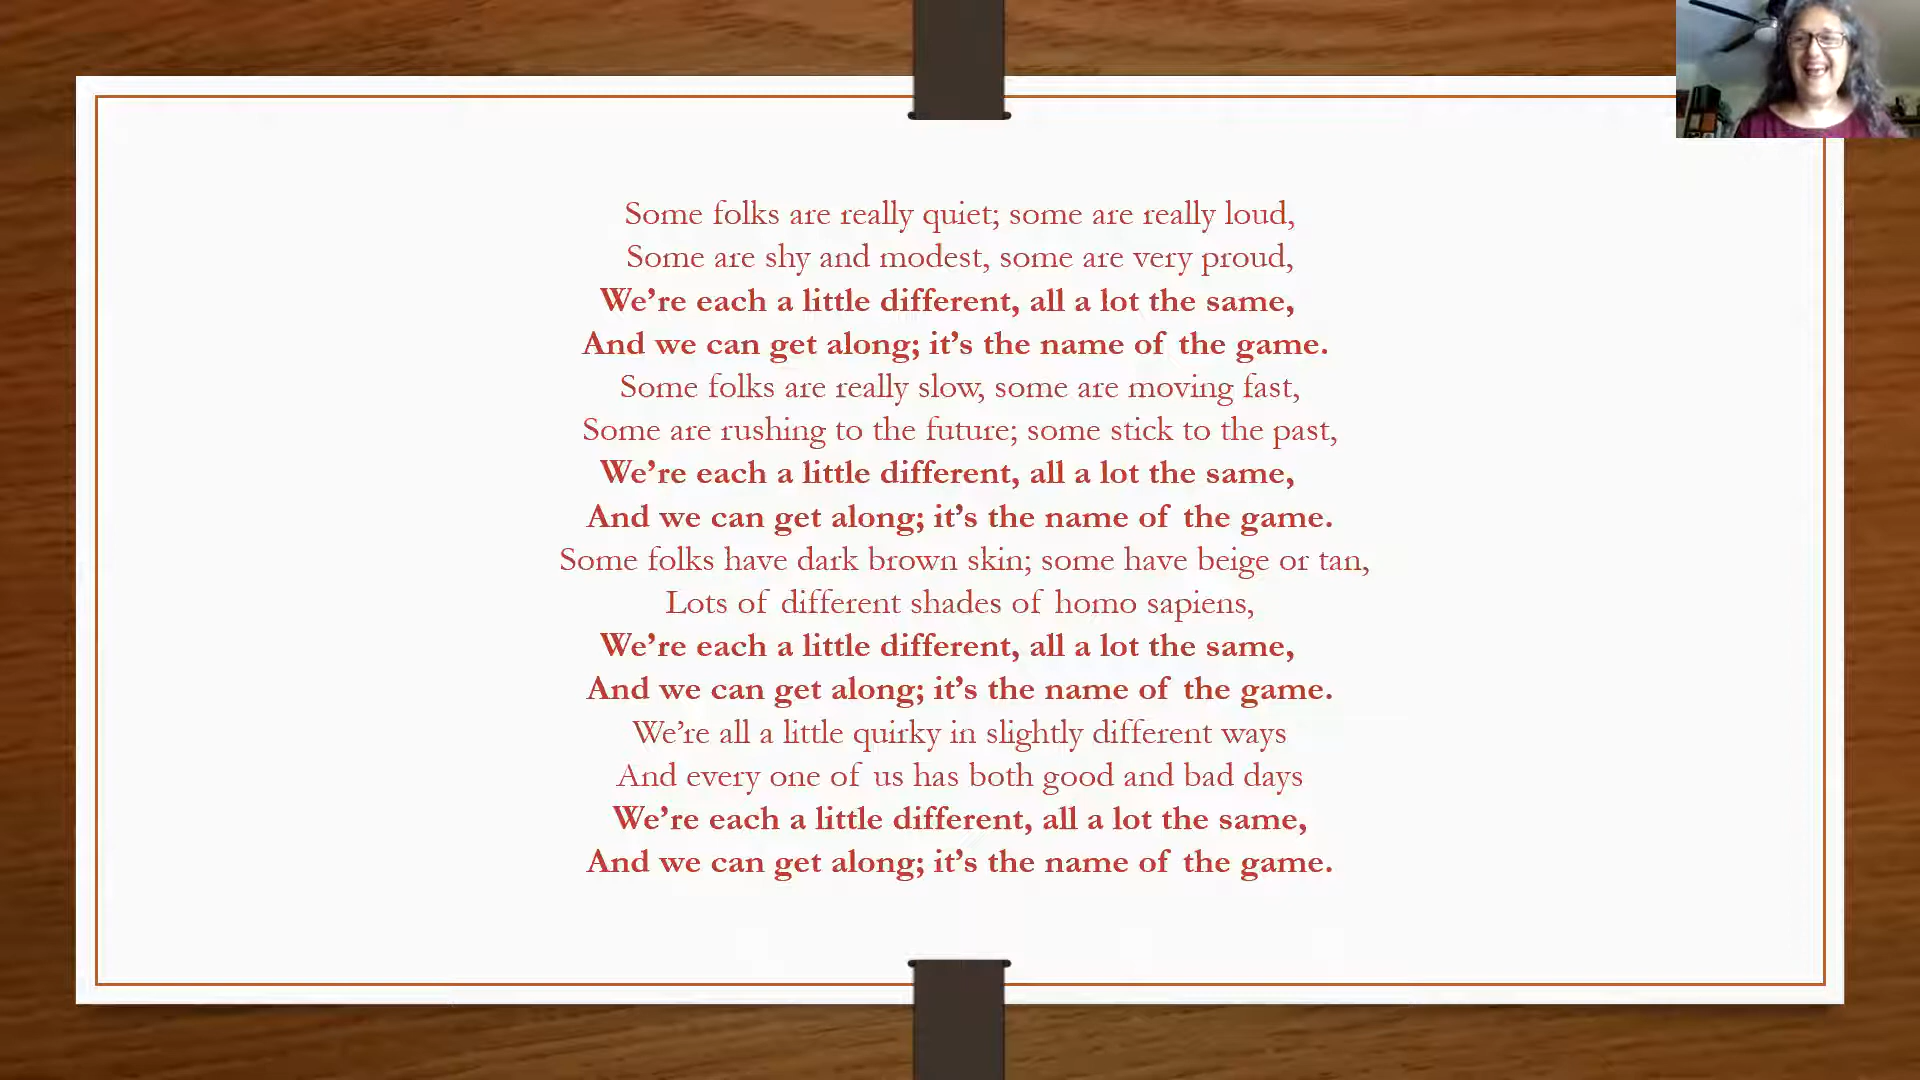 Some folks are really quiet; some are really loud,
Some are shy and modest, some are very proud,
We’re each a little different, all a lot the same,
And we can get along; it’s the name of the game.
Some folks are really slow, some are moving fast,
Some are rushing to the future; some stick to the past,
We’re each a little different, all a lot the same,
And we can get along; it’s the name of the game.
Some folks have dark brown skin; some have beige or tan,
Lots of different shades of homo sapiens,
We’re each a little different, all a lot the same,
And we can get along; it’s the name of the game.
We’re all a little quirky in slightly different ways
And every one of us has both good and bad days
We’re each a little different, all a lot the same,
And we can get along; it’s the name of the game.